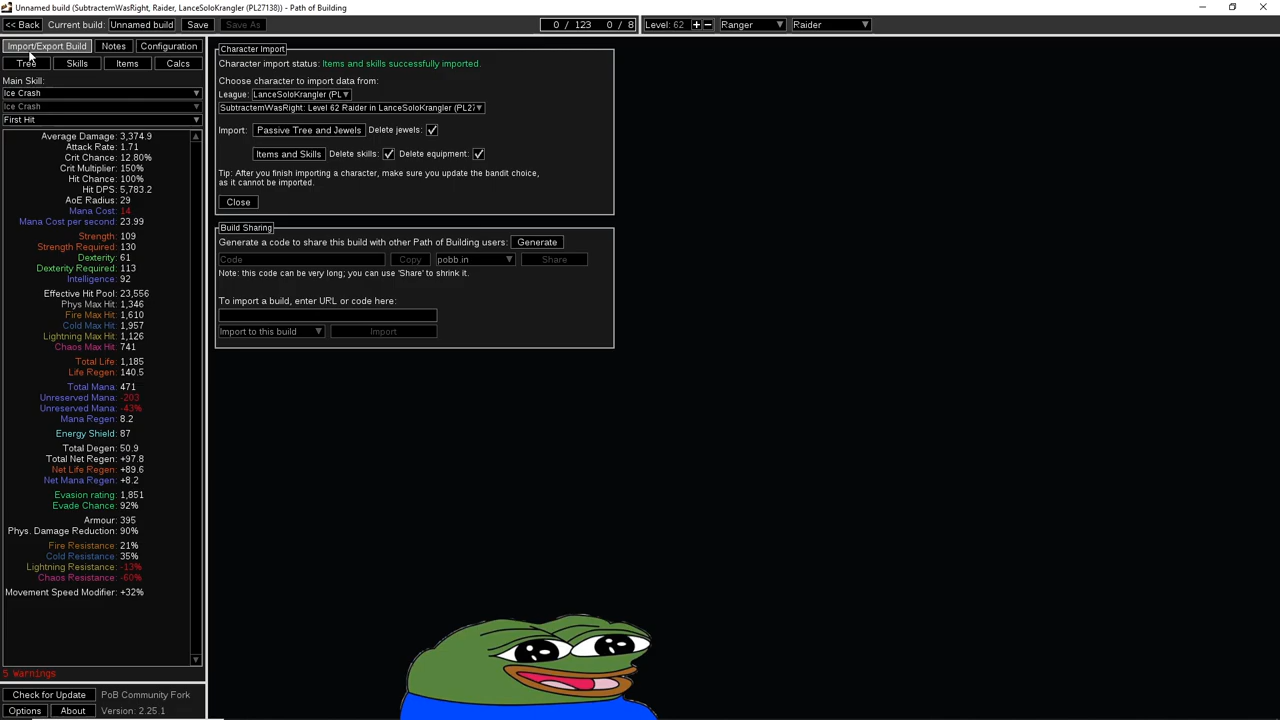 Unnamed build (SubtractemWasRight, Raider, LanceSoloKrangler (PL27138)) - Path of Building
<< Back Current build: Unnamed build Save Save As 0 / 123 0 / 8 Level: 62 + - Ranger Raider
Import/Export Build Notes Configuration
Tree Skills Items Calcs
Main Skill:
Ice Crash
Ice Crash
First Hit
Average Damage: 3,374.9
Attack Rate: 1.71
Crit Chance: 12.80%
Crit Multiplier: 150%
Hit Chance: 100%
Hit DPS: 5,783.2
AoE Radius: 29
Mana Cost: 14
Mana Cost per second: 23.99
Strength: 109
Strength Required: 130
Dexterity: 61
Dexterity Required: 113
Intelligence: 92
Effective Hit Pool: 23,556
Phys Max Hit: 1,346
Fire Max Hit: 1,610
Cold Max Hit: 1,957
Lightning Max Hit: 1,126
Chaos Max Hit: 741
Total Life: 1,185
Life Regen: 140.5
Total Mana: 471
Unreserved Mana: -203
Unreserved Mana: -43%
Mana Regen: 8.2
Energy Shield: 87
Total Degen: 50.9
Total Net Regen: +97.8
Net Life Regen: +89.6
Net Mana Regen: +8.2
Evasion rating: 1,851
Evade Chance: 92%
Armour: 395
Phys. Damage Reduction: 90%
Fire Resistance: 21%
Cold Resistance: 35%
Lightning Resistance: -13%
Chaos Resistance: -60%
Movement Speed Modifier: +32%
5 Warnings
Check for Update PoB Community Fork
Options About Version: 2.25.1
Character Import
Character import status: Items and skills successfully imported.
Choose character to import data from:
League: LanceSoloKrangler (PL
SubtractemWasRight: Level 62 Raider in LanceSoloKrangler (PL27
Import: Passive Tree and Jewels Delete jewels:
Items and Skills Delete skills: Delete equipment:
Tip: After you finish importing a character, make sure you update the bandit choice,
as it cannot be imported.
Close
Build Sharing
Generate a code to share this build with other Path of Building users: Generate
Code Copy pobb.in Share
Note: this code can be very long; you can use 'Share' to shrink it.
To import a build, enter URL or code here:
Import to this build Import